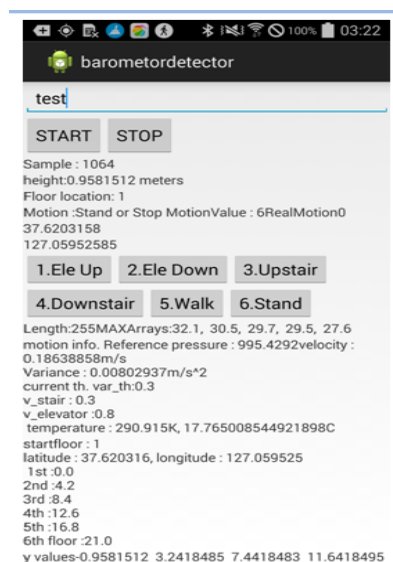 100% 03:22
barometordetector
test
START STOP
Sample : 1064
height:0.9581512 meters
Floor location: 1
Motion :Stand or Stop MotionValue : 6RealMotion0
37.6203158
127.05952585
1.Ele Up 2.Ele Down 3.Upstair
4.Downstair 5.Walk 6.Stand
Length:255MAXArrays:32.1, 30.5, 29.7, 29.5, 27.6
motion info. Reference pressure : 995.4292velocity :
0.18638858m/s
Variance : 0.00802937m/s^2
current th. var_th:0.3
v_stair : 0.3
v_elevator :0.8
temperature : 290.915K, 17.765008544921898C
startfloor : 1
latitude : 37.620316, longitude : 127.059525
1st :0.0
2nd :4.2
3rd :8.4
4th :12.6
5th :16.8
6th floor :21.0
y values-0.9581512 3.2418485 7.4418483 11.6418495